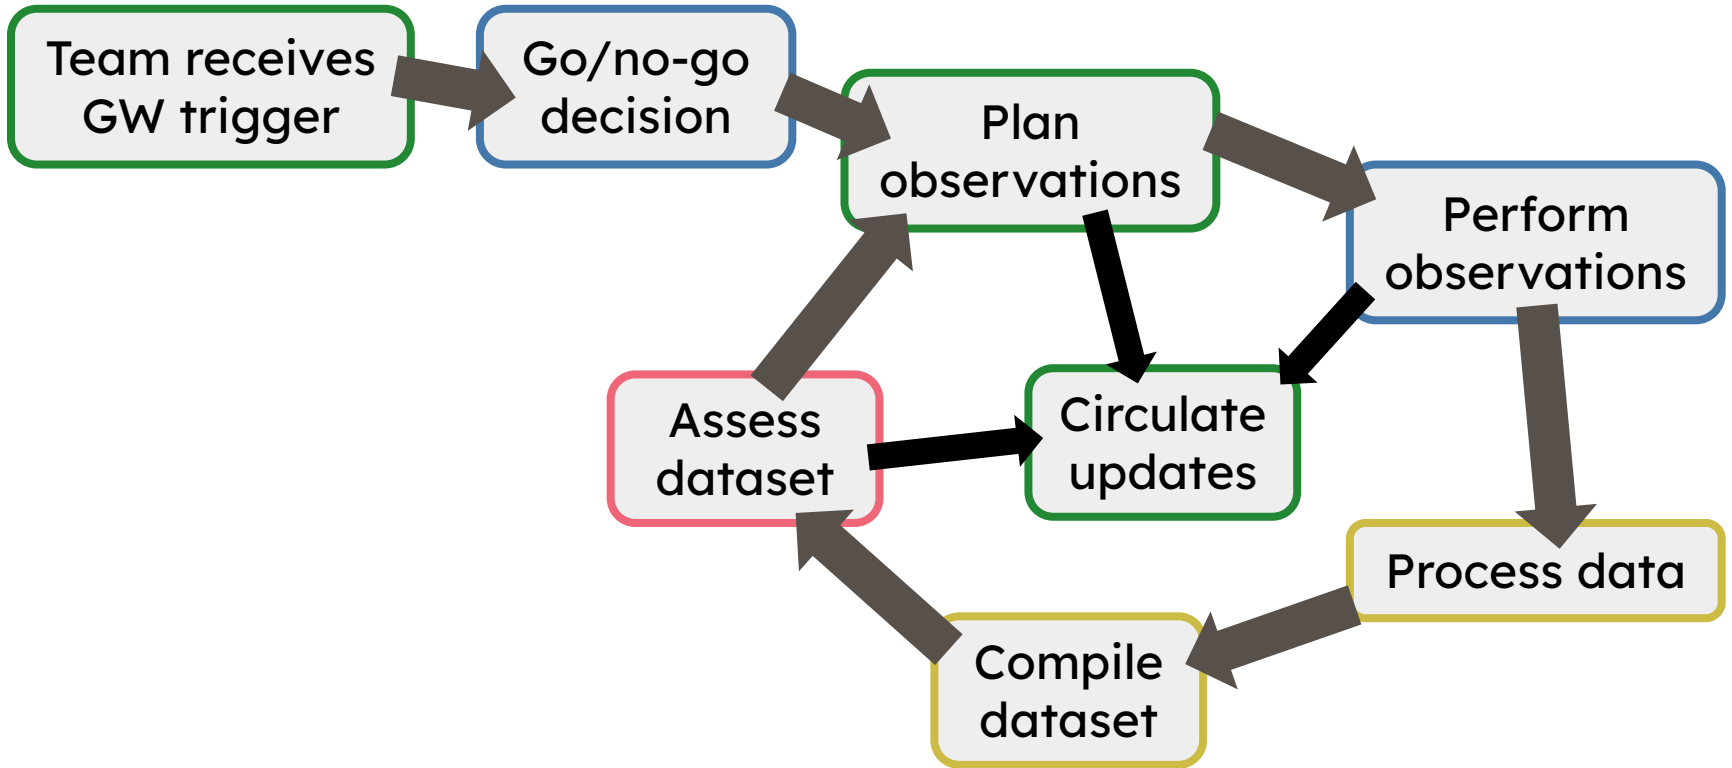 Team receives
GW trigger
Go/no-go
decision
Plan
observations
Perform
observations
Assess
dataset
Circulate
updates
Process data
Compile
dataset